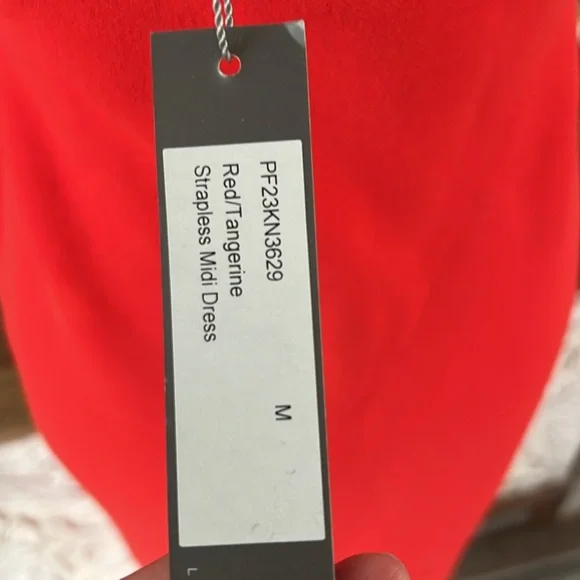 PF23KN3629 M
Red/Tangerine
Strapless Midi Dress
L